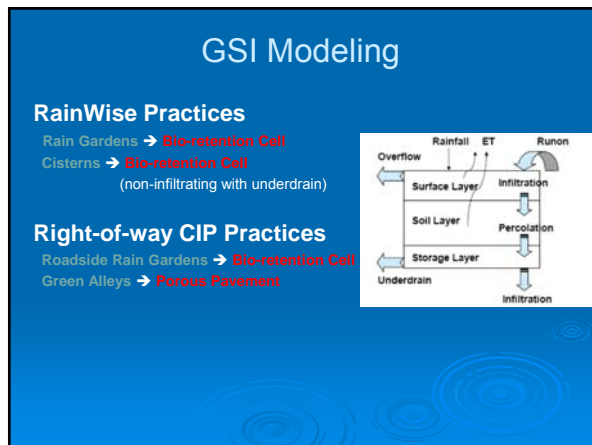 GSI Modeling
RainWise Practices
Rain Gardens ➔ Bio-retention Cell
Cisterns ➔ Bio-retention Cell
(non-infiltrating with underdrain)
Right-of-way CIP Practices
Roadside Rain Gardens ➔ Bio-retention Cell
Green Alleys ➔ Porous Pavement
Rainfall ET Runon
Overflow
Surface Layer Infiltration
Soil Layer
Percolation
Storage Layer
Underdrain
Infiltration